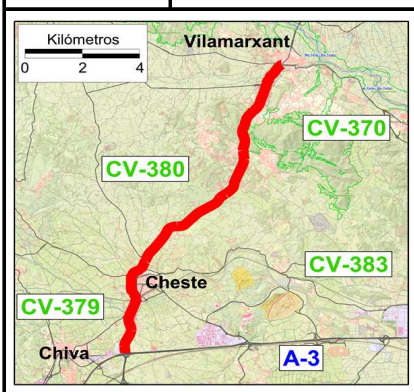 Kilómetros
0 2 4
Vilamarxant
CV-370
CV-380
CV-383
Cheste
CV-379
Chiva
A-3